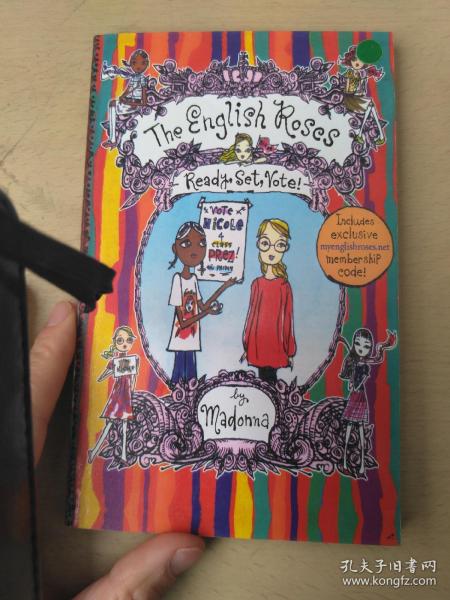 The English Roses
Ready, Set, Vote!
Includes
exclusive
myenglishroses.net
membership
code!
VOTE
NICOLE
4
CLASS
PREZ!
by
Madonna
孔夫子旧书网
www.kongfz.com